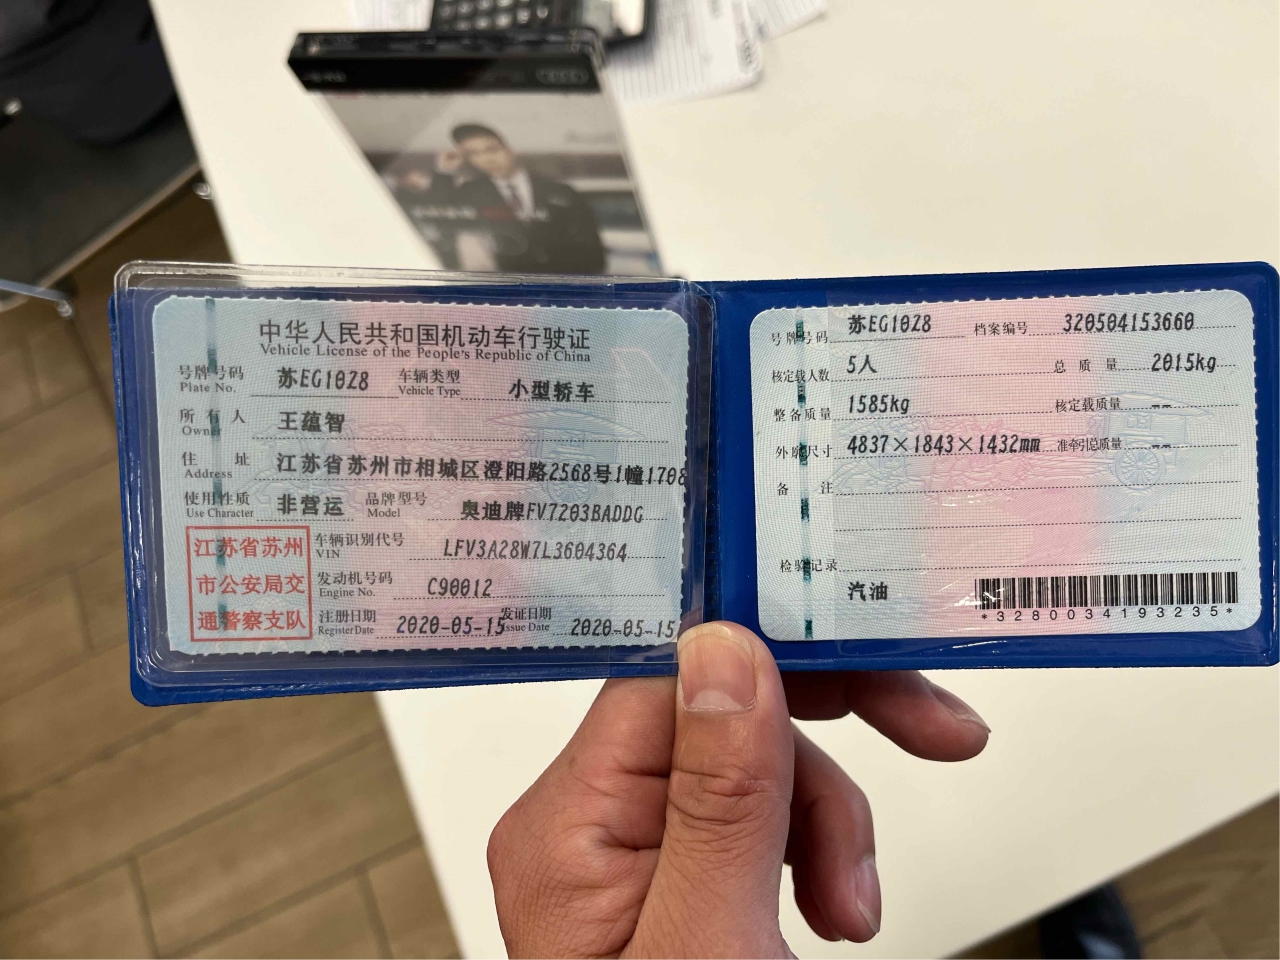 中华人民共和国机动车行驶证
Vehicle License of the People's Republic of China
号牌号码 苏EG10Z8 车辆类型 小型轿车
Plate No. Vehicle Type
所有人 王蕴智
Owner
住址 江苏省苏州市相城区澄阳路2568号1幢1708
Address
使用性质 非营运 品牌型号 奥迪牌FV7203BADDG
Use Character Model
江苏省苏州
市公安局交
通警察支队
车辆识别代号 LFV3A28W7L3604364
VIN
发动机号码 C90012
Engine No.
注册日期 2020-05-15 发证日期 2020-05-15
Register Date Issue Date
号牌号码 苏EG10Z8 档案编号 320504153660
核定载人数 5人 总质量 2015kg
整备质量 1585kg 核定载质量 --
外廓尺寸 4837×1843×1432mm 准牵引总质量 --
备注
检验记录
汽油
*3280034193235*